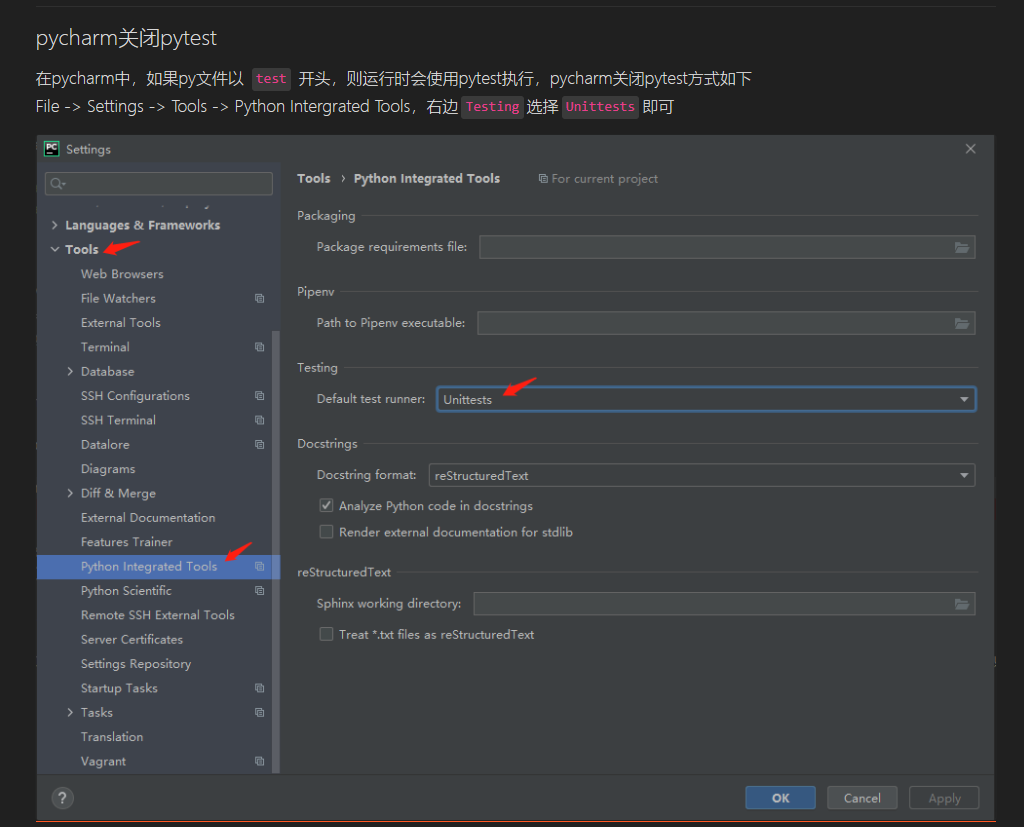 pycharm关闭pytest
在pycharm中，如果py文件以 test 开头，则运行时会使用pytest执行，pycharm关闭pytest方式如下
File -> Settings -> Tools -> Python Intergrated Tools，右边 Testing 选择 Unittests 即可
PC Settings
Tools › Python Integrated Tools For current project
Languages & Frameworks
Tools
Web Browsers
File Watchers
External Tools
Terminal
Database
SSH Configurations
SSH Terminal
Datalore
Diagrams
Diff & Merge
External Documentation
Features Trainer
Python Integrated Tools
Python Scientific
Remote SSH External Tools
Server Certificates
Settings Repository
Startup Tasks
Tasks
Translation
Vagrant
Packaging
Package requirements file:
Pipenv
Path to Pipenv executable:
Testing
Default test runner: Unittests
Docstrings
Docstring format: reStructuredText
Analyze Python code in docstrings
Render external documentation for stdlib
reStructuredText
Sphinx working directory:
Treat *.txt files as reStructuredText
? OK Cancel Apply